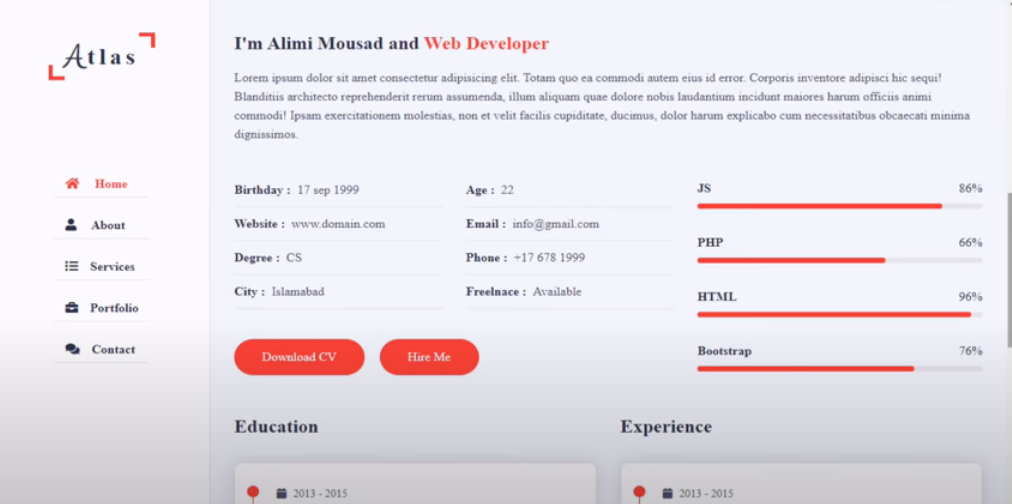 Atlas
Home
About
Services
Portfolio
Contact
I'm Alimi Mousad and Web Developer
Lorem ipsum dolor sit amet consectetur adipisicing elit. Totam quo ea commodi autem eius id error. Corporis inventore adipisci hic sequi!
Blanditiis architecto reprehenderit rerum assumenda, illum aliquam quae dolore nobis laudantium incidunt maiores harum officiis animi
commodi! Ipsam exercitationem molestias, non et velit facilis cupiditate, ducimus, dolor harum explicabo cum necessitatibus obcaecati minima
dignissimos.
Birthday : 17 sep 1999
Age : 22
Website : www.domain.com
Email : info@gmail.com
Degree : CS
Phone : +17 678 1999
City : Islamabad
Freelnace : Available
Download CV
Hire Me
JS 86%
PHP 66%
HTML 96%
Bootstrap 76%
Education
2013 - 2015
Experience
2013 - 2015